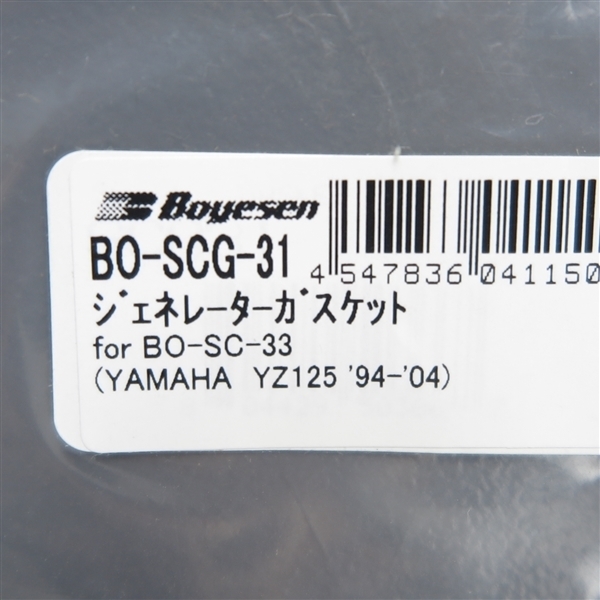 Boyesen
BO-SCG-31
4 547836 041150
ｼﾞｪﾈﾚｰﾀｰｶﾞｽｹｯﾄ
for BO-SC-33
(YAMAHA YZ125 '94-'04)